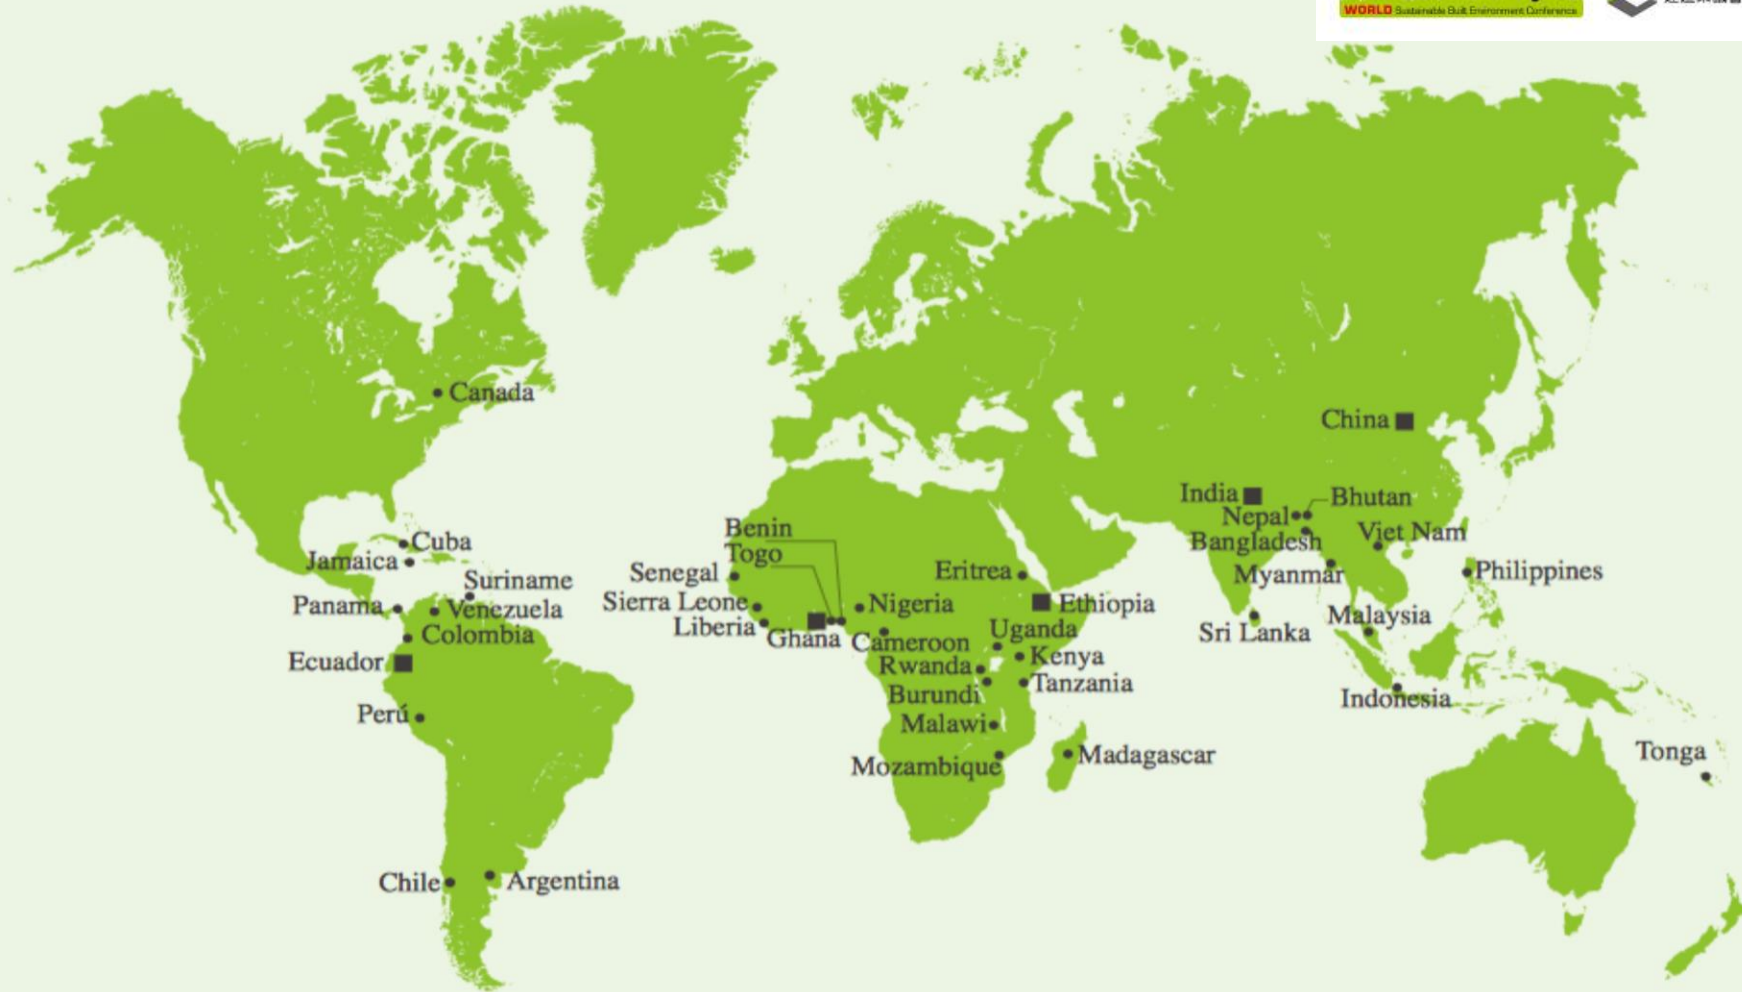 WORLD Sustainable Built Environment Conference
Canada
China
India
Bhutan
Nepal
Bangladesh
Viet Nam
Myanmar
Philippines
Cuba
Jamaica
Suriname
Panama
Venezuela
Colombia
Ecuador
Perú
Benin
Togo
Senegal
Sierra Leone
Liberia
Ghana
Nigeria
Cameroon
Eritrea
Ethiopia
Uganda
Kenya
Rwanda
Tanzania
Burundi
Malawi
Mozambique
Madagascar
Sri Lanka
Malaysia
Indonesia
Tonga
Chile
Argentina